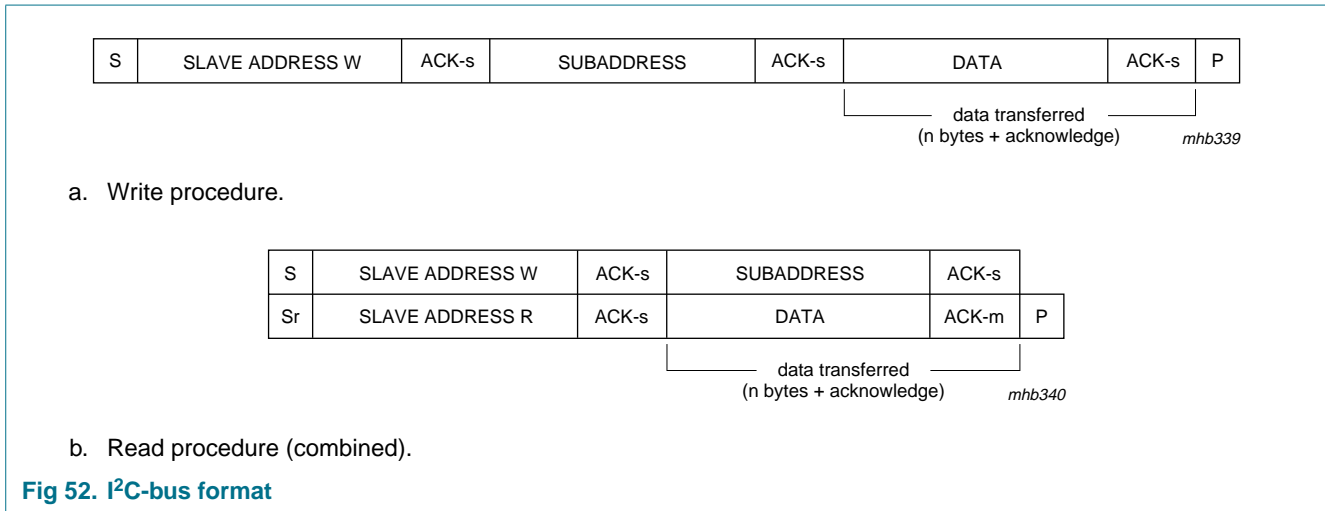 S SLAVE ADDRESS W ACK-s SUBADDRESS ACK-s DATA ACK-s P
data transferred
(n bytes + acknowledge)
mhb339
a. Write procedure.
S SLAVE ADDRESS W ACK-s SUBADDRESS ACK-s
Sr SLAVE ADDRESS R ACK-s DATA ACK-m P
data transferred
(n bytes + acknowledge)
mhb340
b. Read procedure (combined).
Fig 52. I²C-bus format